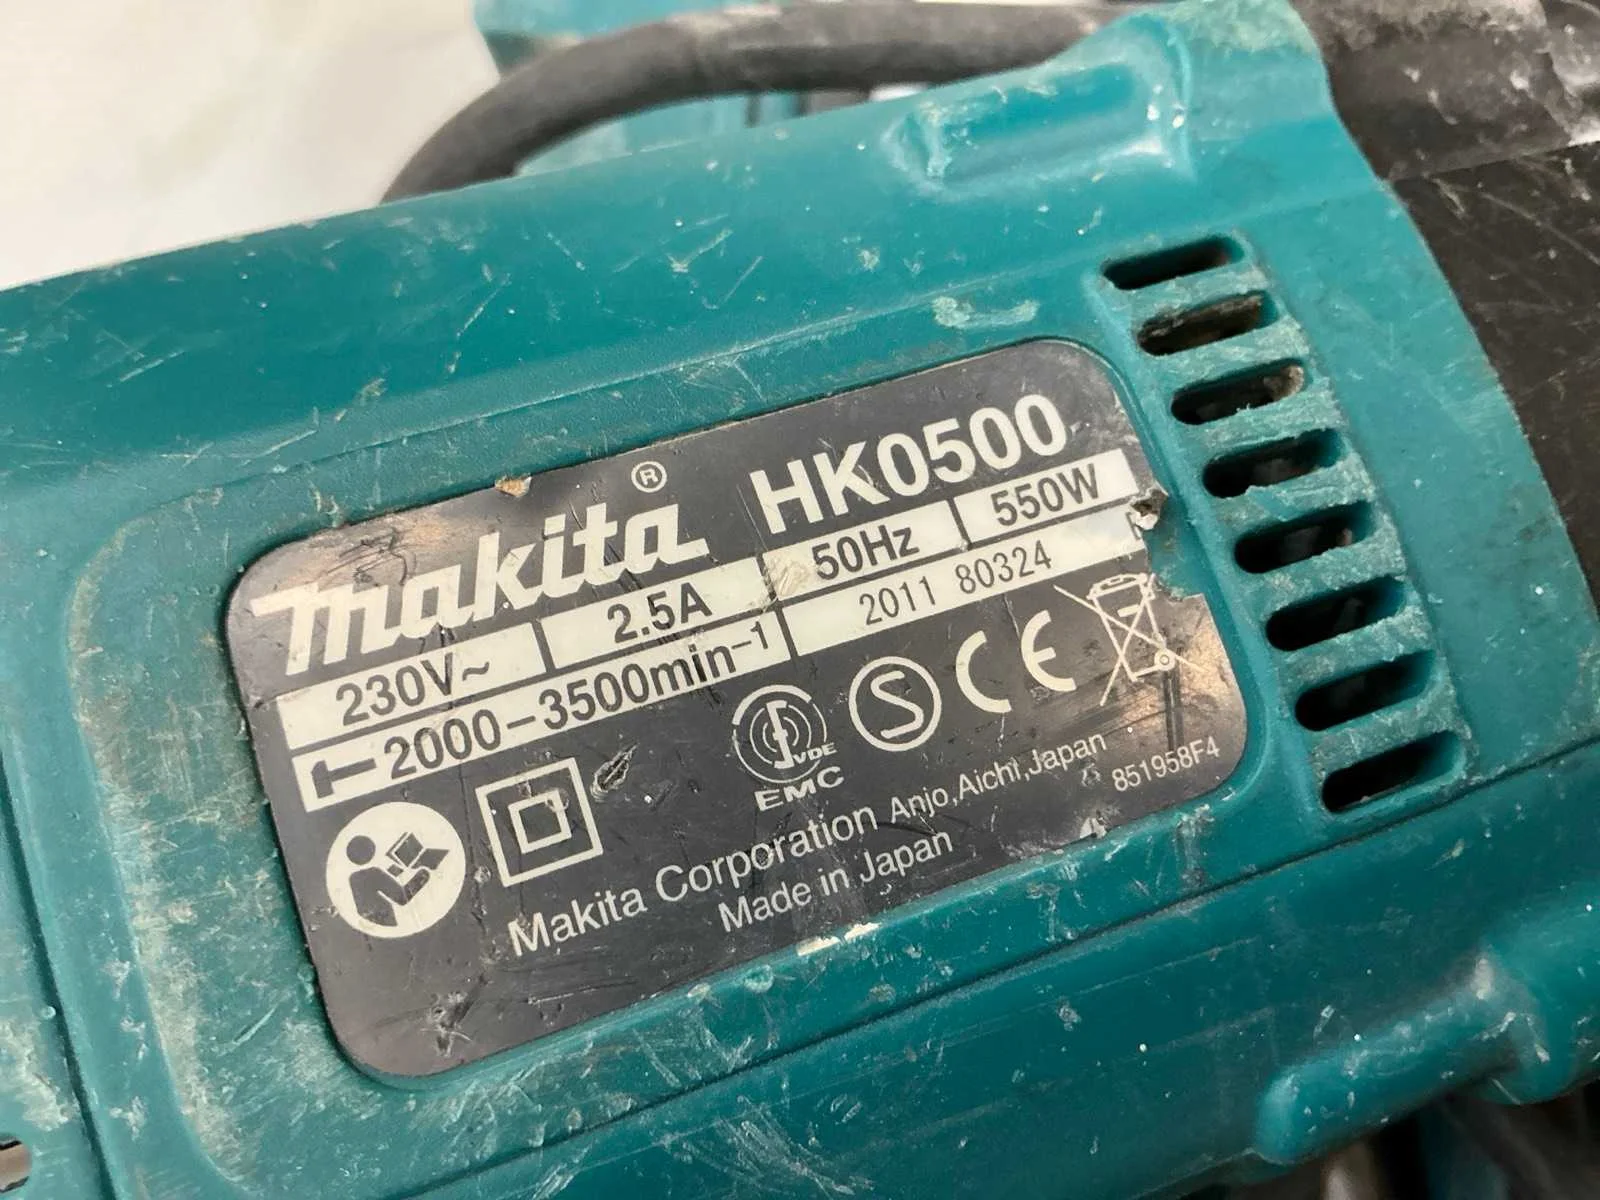 makita® HK0500
230V~ 2.5A 50Hz 550W
2000-3500min⁻¹ 2011 80324
VDE
EMC
S
CE
Makita Corporation Anjo,Aichi,Japan
Made in Japan
851958F4